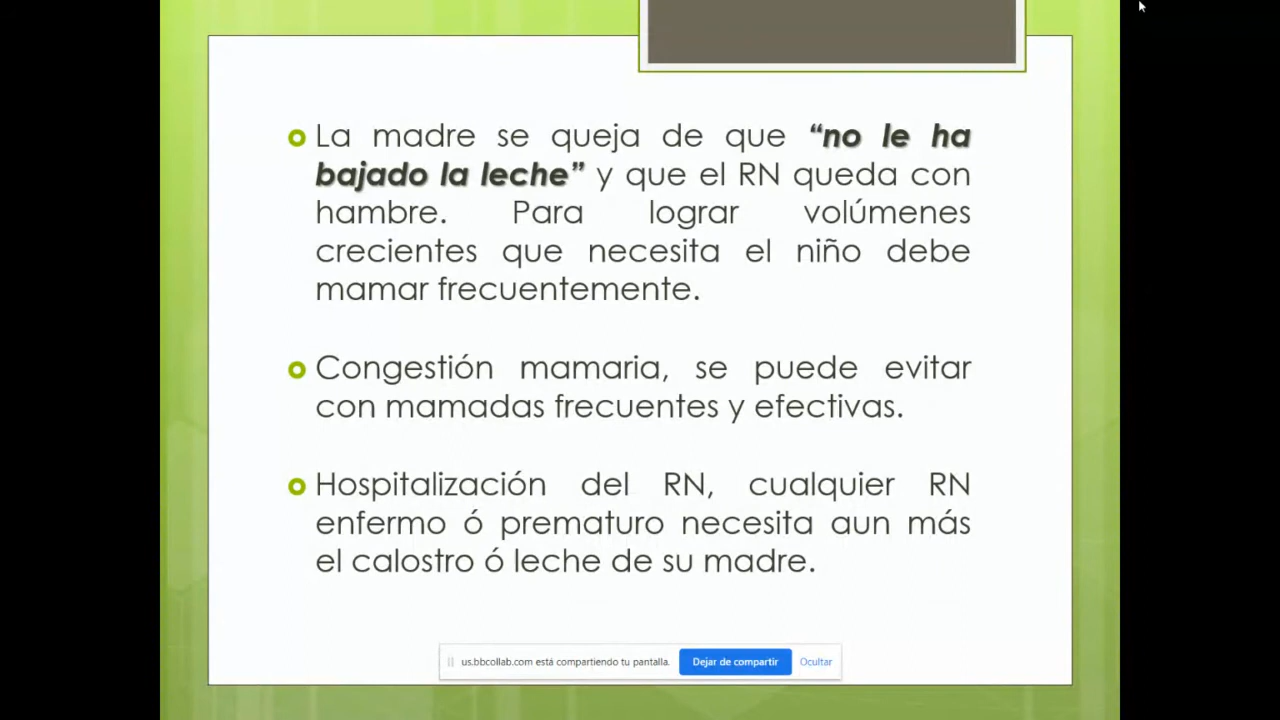 La madre se queja de que “no le ha
bajado la leche” y que el RN queda con
hambre. Para lograr volúmenes
crecientes que necesita el niño debe
mamar frecuentemente.
Congestión mamaria, se puede evitar
con mamadas frecuentes y efectivas.
Hospitalización del RN, cualquier RN
enfermo ó prematuro necesita aun más
el calostro ó leche de su madre.
us.bbcollab.com está compartiendo tu pantalla. Dejar de compartir Ocultar